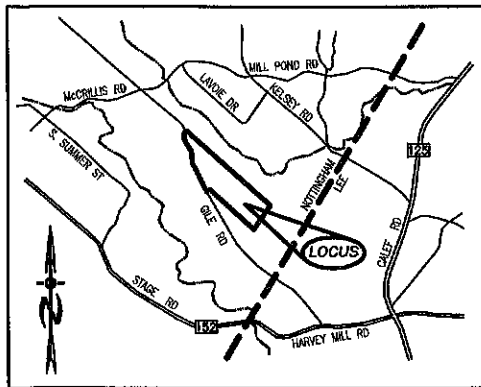 MILL POND RD
McCRILLIS RD
LAVOIE DR
KELSEY RD
S. SUMMER ST
125
NOTTINGHAM
LEE
GILE RD
CALEF RD
LOCUS
STAGE RD
152
HARVEY MILL RD